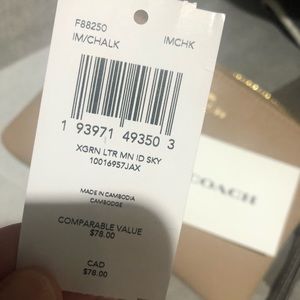 F88250
IM/CHALK IMCHK
1 93971 49350 3
XGRN LTR MN ID SKY
10016957JAX
MADE IN CAMBODIA
CAMBODGE
COMPARABLE VALUE
$78.00
CAD
$78.00
COACH